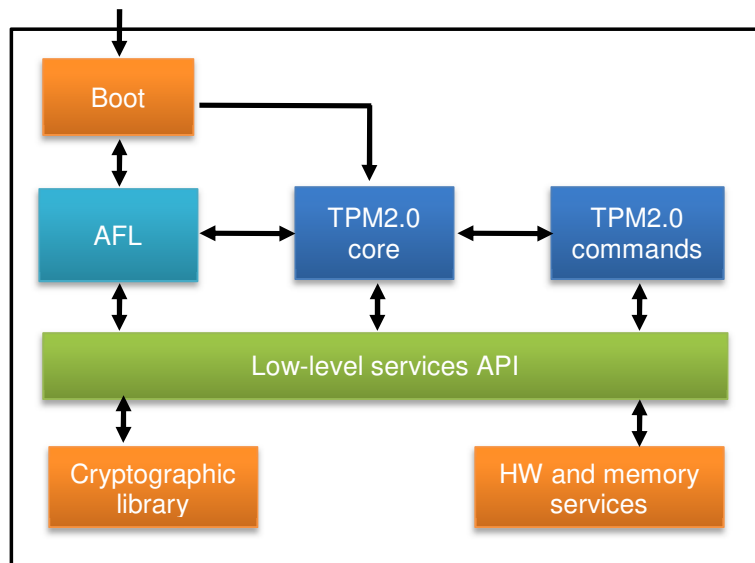 Boot
AFL
TPM2.0
core
TPM2.0
commands
Low-level services API
Cryptographic
library
HW and memory
services